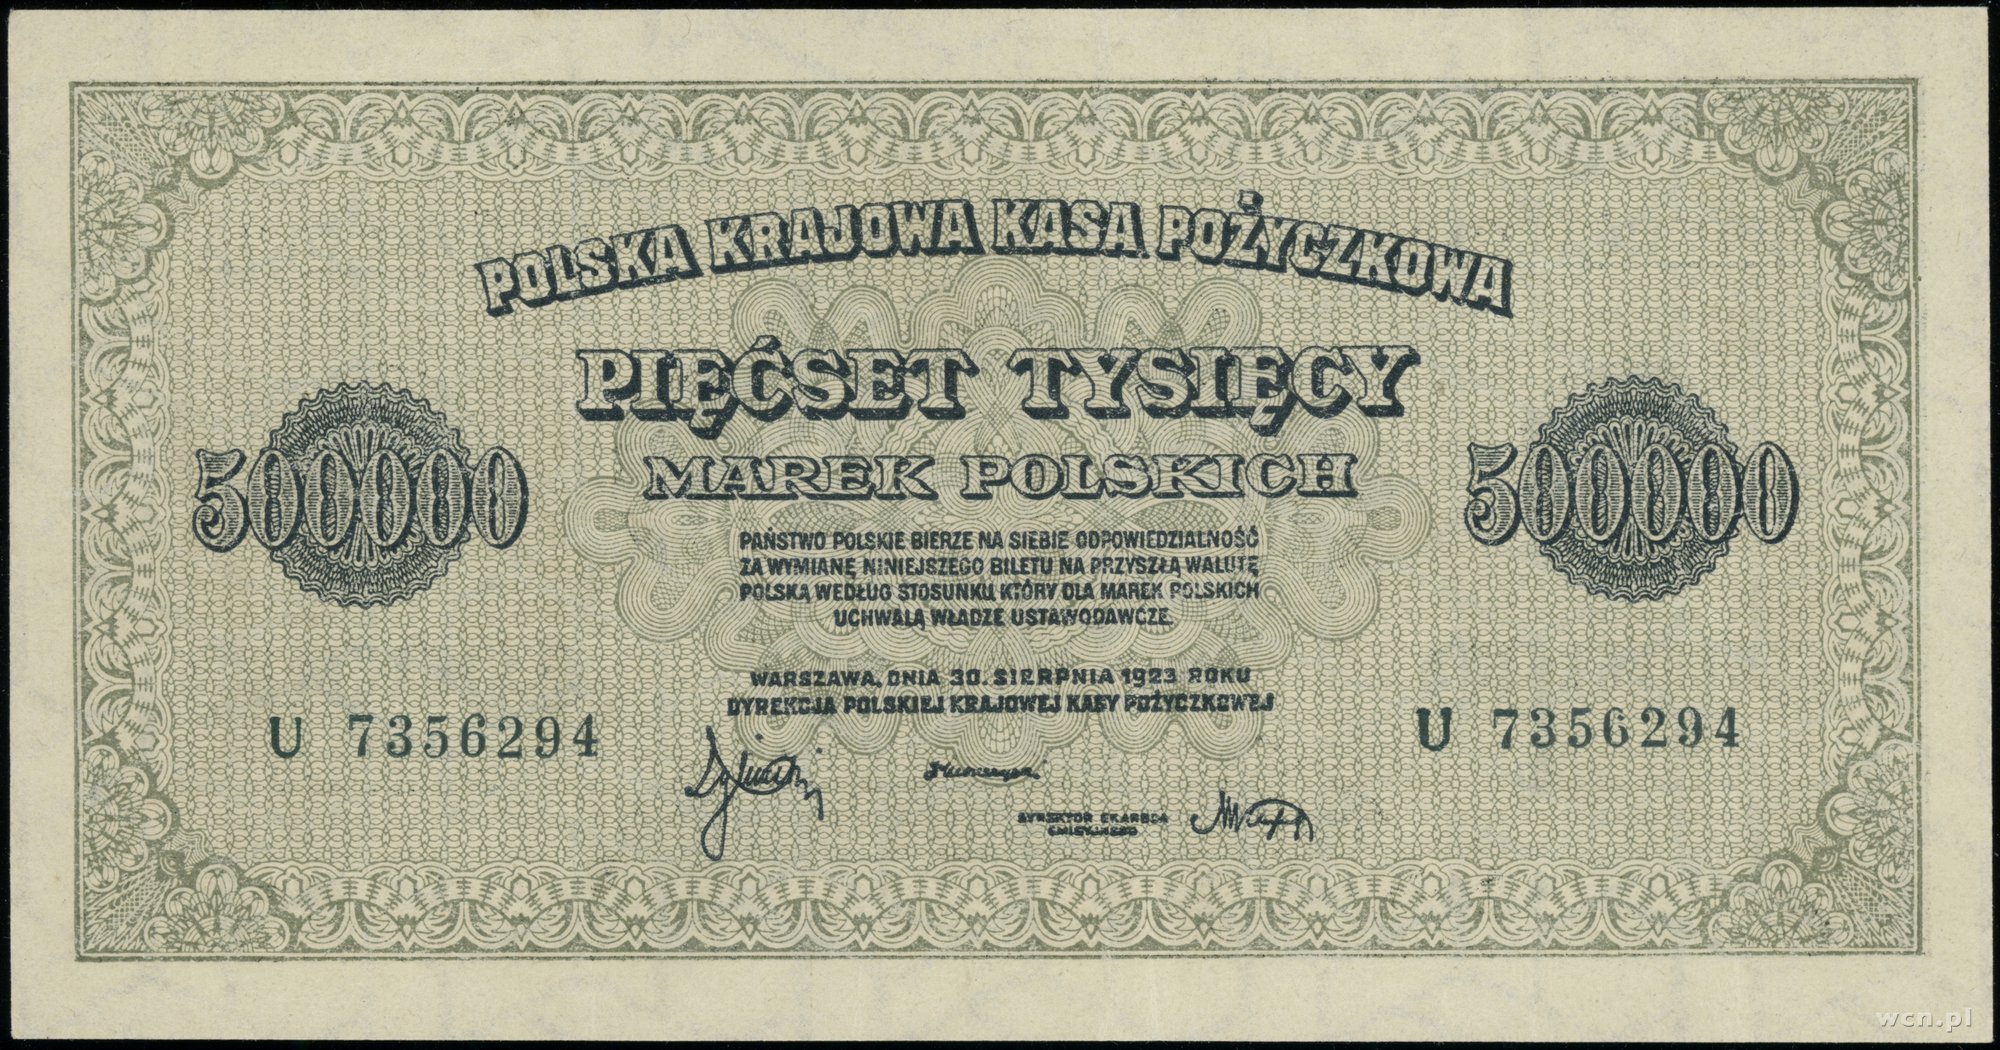 POLSKA KRAJOWA KASA POŻYCZKOWA
PIĘĆSET TYSIĘCY
MAREK POLSKICH
500000
500000
PAŃSTWO POLSKIE BIERZE NA SIEBIE ODPOWIEDZIALNOŚĆ
ZA WYMIANĘ NINIEJSZEGO BILETU NA PRZYSZŁĄ WALUTĘ
POLSKĄ WEDŁUG STOSUNKU, KTÓRY DLA MAREK POLSKICH
UCHWALĄ WŁADZE USTAWODAWCZE.
WARSZAWA, DNIA 30. SIERPNIA 1923 ROKU
DYREKCJA POLSKIEJ KRAJOWEJ KASY POŻYCZKOWEJ
U 7356294
U 7356294
wcn.pl